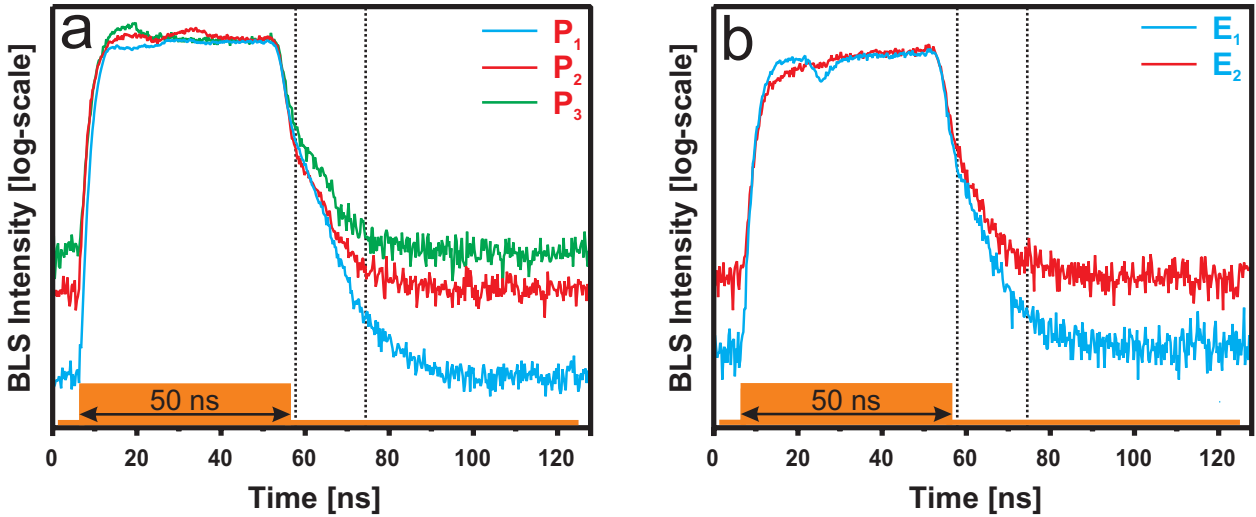 a
P1
P2
P3
BLS Intensity [log-scale]
50 ns
0 20 40 60 80 100 120
Time [ns]
b
E1
E2
BLS Intensity [log-scale]
50 ns
0 20 40 60 80 100 120
Time [ns]